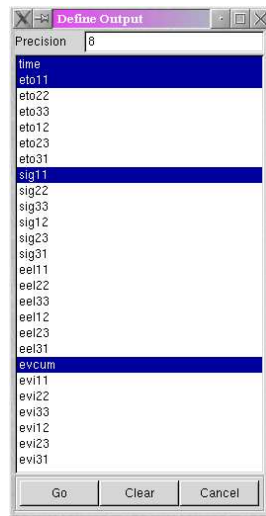 Define Output
Precision 8
time
eto11
eto22
eto33
eto12
eto23
eto31
sig11
sig22
sig33
sig12
sig23
sig31
eel11
eel22
eel33
eel12
eel23
eel31
evcum
evi11
evi22
evi33
evi12
evi23
evi31
Go Clear Cancel